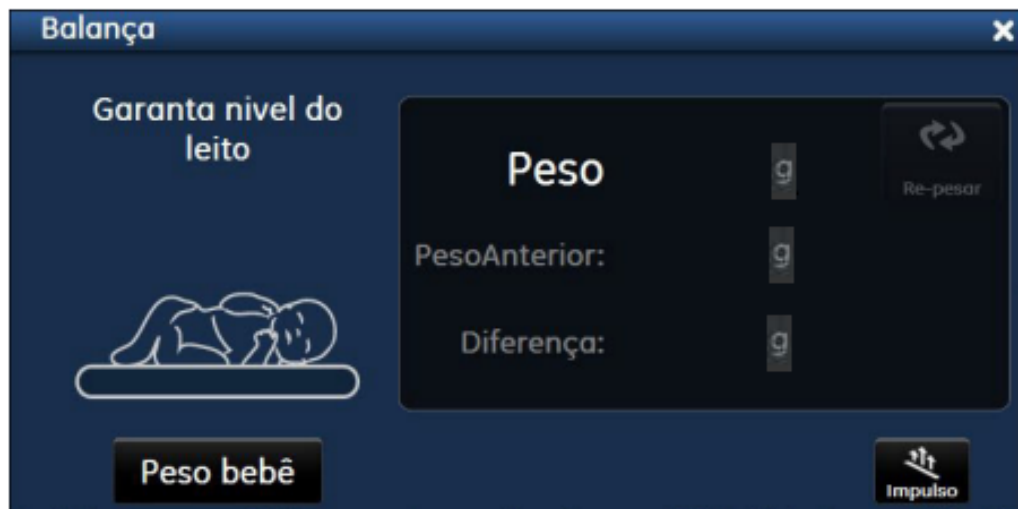 Balança
Garanta nivel do
leito
Peso g
Re-pesar
PesoAnterior: g
Diferença: g
Peso bebê
Impulso